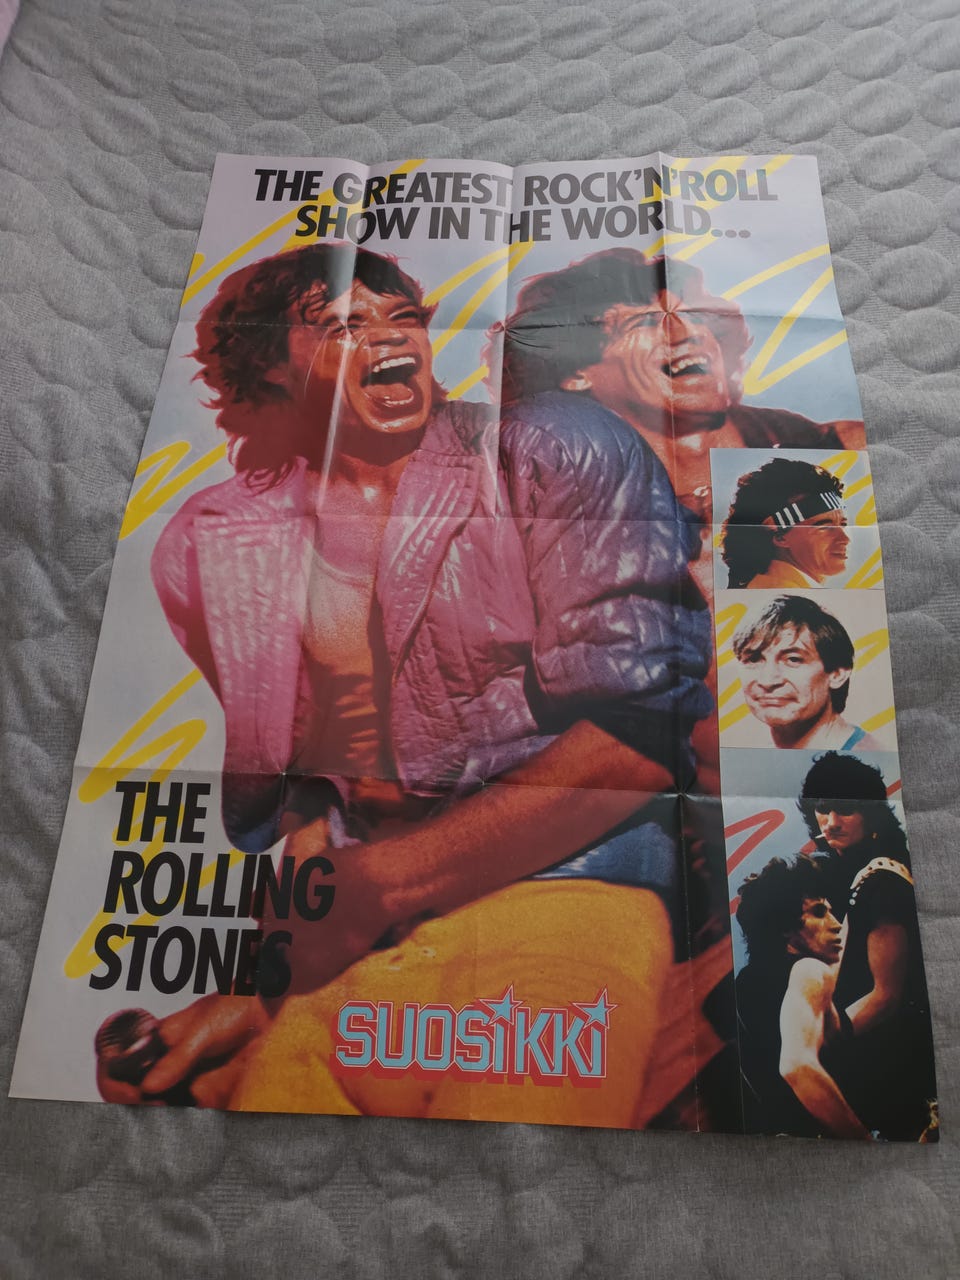 THE GREATEST ROCK'N'ROLL
SHOW IN THE WORLD...
THE
ROLLING
STONES
SUOSiKKi